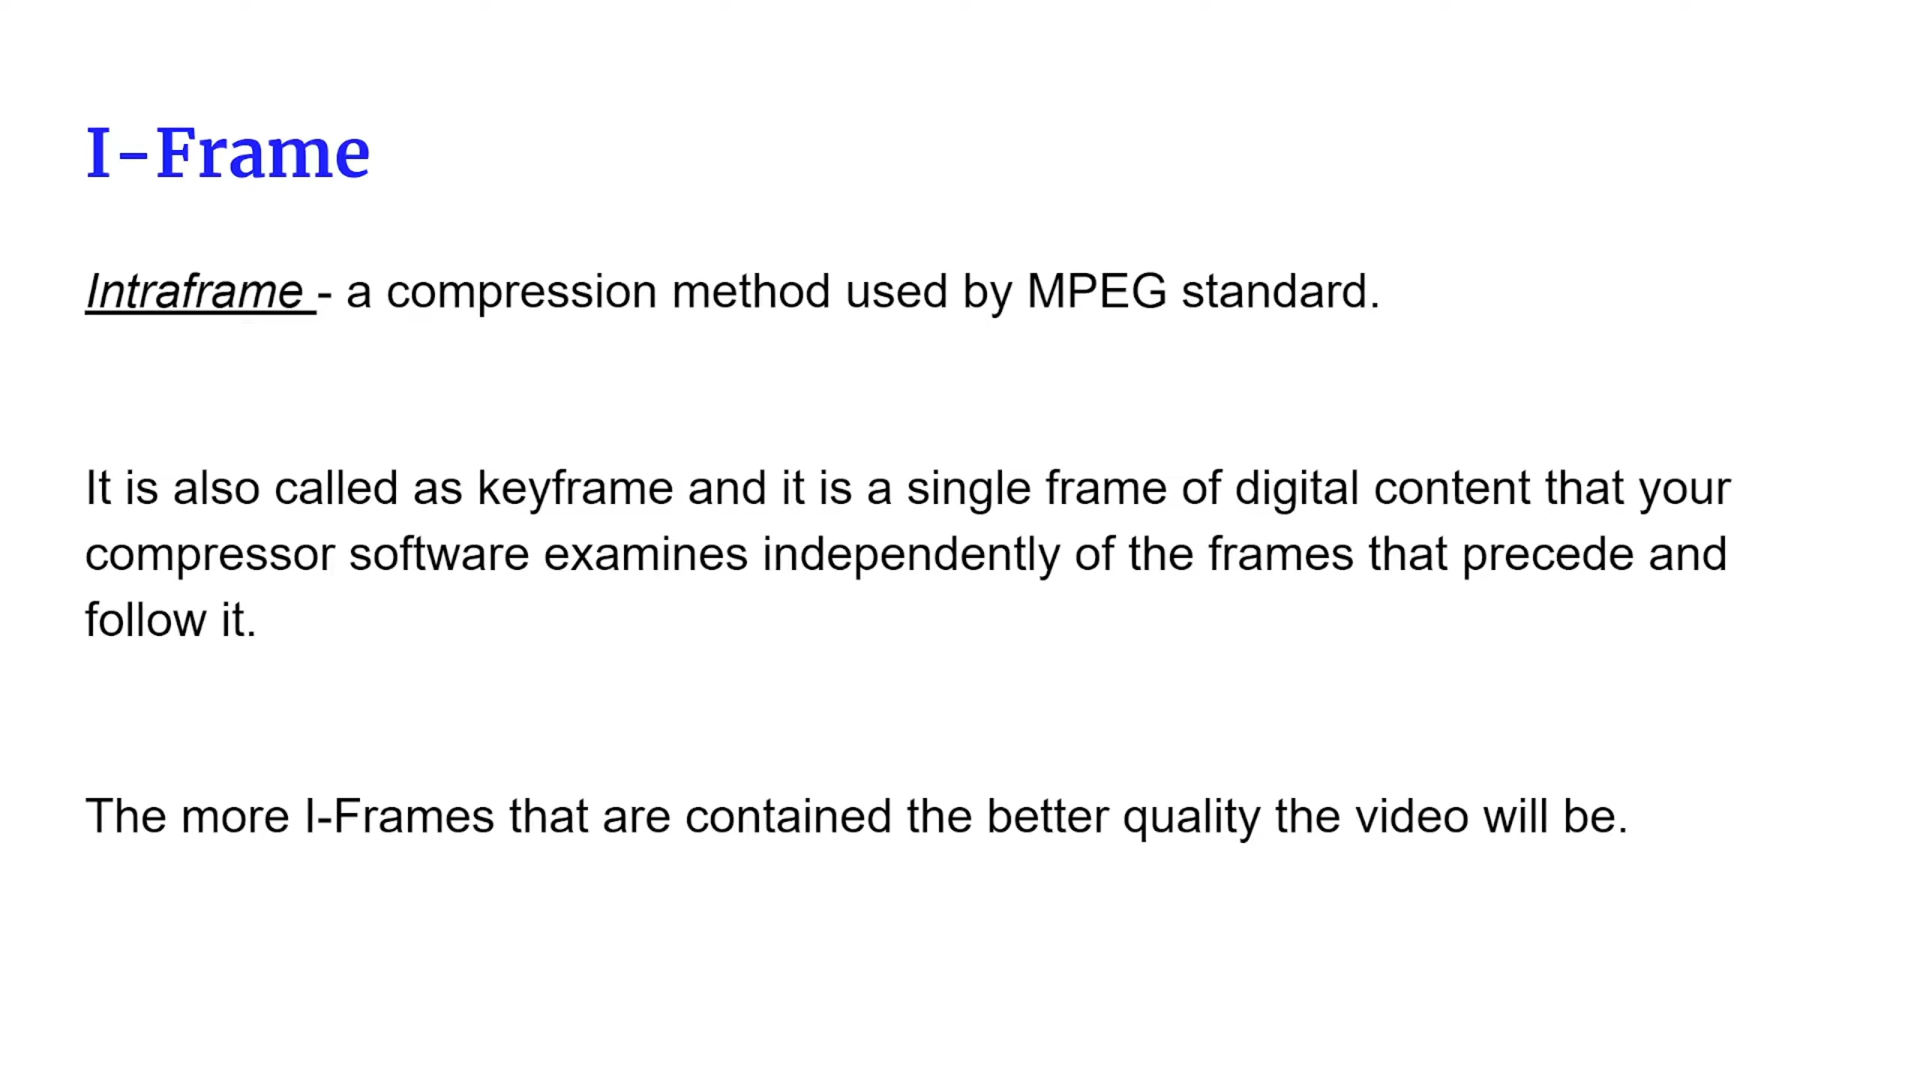 I-Frame
Intraframe - a compression method used by MPEG standard.
It is also called as keyframe and it is a single frame of digital content that your
compressor software examines independently of the frames that precede and
follow it.
The more I-Frames that are contained the better quality the video will be.